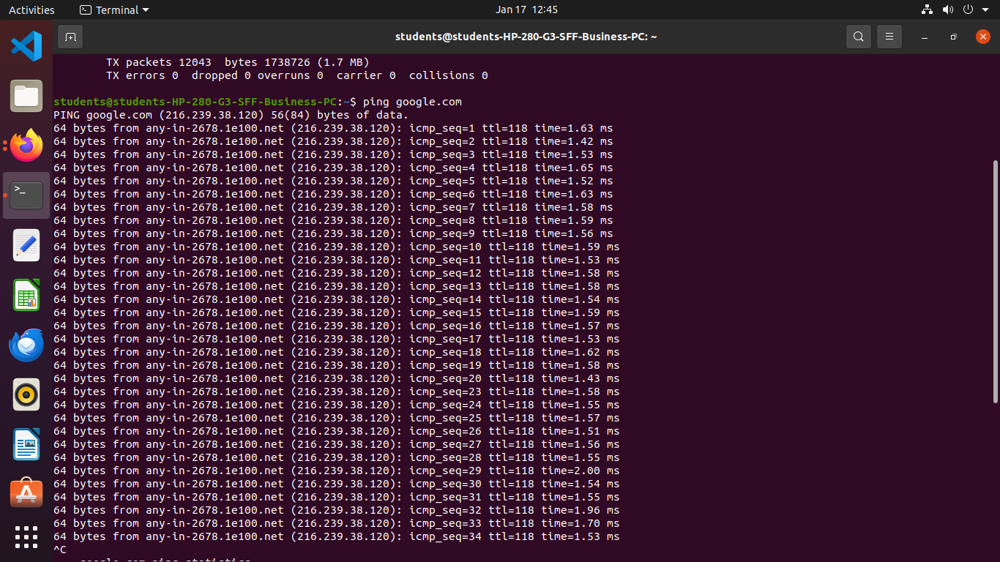 Activities
Terminal
Jan 17 12:45
students@students-HP-280-G3-SFF-Business-PC: ~
TX packets 12043  bytes 1738726 (1.7 MB)
TX errors 0  dropped 0 overruns 0  carrier 0  collisions 0
students@students-HP-280-G3-SFF-Business-PC:~$ ping google.com
PING google.com (216.239.38.120) 56(84) bytes of data.
64 bytes from any-in-2678.1e100.net (216.239.38.120): icmp_seq=1 ttl=118 time=1.63 ms
64 bytes from any-in-2678.1e100.net (216.239.38.120): icmp_seq=2 ttl=118 time=1.42 ms
64 bytes from any-in-2678.1e100.net (216.239.38.120): icmp_seq=3 ttl=118 time=1.53 ms
64 bytes from any-in-2678.1e100.net (216.239.38.120): icmp_seq=4 ttl=118 time=1.65 ms
64 bytes from any-in-2678.1e100.net (216.239.38.120): icmp_seq=5 ttl=118 time=1.52 ms
64 bytes from any-in-2678.1e100.net (216.239.38.120): icmp_seq=6 ttl=118 time=1.63 ms
64 bytes from any-in-2678.1e100.net (216.239.38.120): icmp_seq=7 ttl=118 time=1.58 ms
64 bytes from any-in-2678.1e100.net (216.239.38.120): icmp_seq=8 ttl=118 time=1.59 ms
64 bytes from any-in-2678.1e100.net (216.239.38.120): icmp_seq=9 ttl=118 time=1.56 ms
64 bytes from any-in-2678.1e100.net (216.239.38.120): icmp_seq=10 ttl=118 time=1.59 ms
64 bytes from any-in-2678.1e100.net (216.239.38.120): icmp_seq=11 ttl=118 time=1.53 ms
64 bytes from any-in-2678.1e100.net (216.239.38.120): icmp_seq=12 ttl=118 time=1.58 ms
64 bytes from any-in-2678.1e100.net (216.239.38.120): icmp_seq=13 ttl=118 time=1.58 ms
64 bytes from any-in-2678.1e100.net (216.239.38.120): icmp_seq=14 ttl=118 time=1.54 ms
64 bytes from any-in-2678.1e100.net (216.239.38.120): icmp_seq=15 ttl=118 time=1.59 ms
64 bytes from any-in-2678.1e100.net (216.239.38.120): icmp_seq=16 ttl=118 time=1.57 ms
64 bytes from any-in-2678.1e100.net (216.239.38.120): icmp_seq=17 ttl=118 time=1.53 ms
64 bytes from any-in-2678.1e100.net (216.239.38.120): icmp_seq=18 ttl=118 time=1.62 ms
64 bytes from any-in-2678.1e100.net (216.239.38.120): icmp_seq=19 ttl=118 time=1.58 ms
64 bytes from any-in-2678.1e100.net (216.239.38.120): icmp_seq=20 ttl=118 time=1.43 ms
64 bytes from any-in-2678.1e100.net (216.239.38.120): icmp_seq=23 ttl=118 time=1.58 ms
64 bytes from any-in-2678.1e100.net (216.239.38.120): icmp_seq=24 ttl=118 time=1.55 ms
64 bytes from any-in-2678.1e100.net (216.239.38.120): icmp_seq=25 ttl=118 time=1.57 ms
64 bytes from any-in-2678.1e100.net (216.239.38.120): icmp_seq=26 ttl=118 time=1.51 ms
64 bytes from any-in-2678.1e100.net (216.239.38.120): icmp_seq=27 ttl=118 time=1.56 ms
64 bytes from any-in-2678.1e100.net (216.239.38.120): icmp_seq=28 ttl=118 time=1.55 ms
64 bytes from any-in-2678.1e100.net (216.239.38.120): icmp_seq=29 ttl=118 time=2.00 ms
64 bytes from any-in-2678.1e100.net (216.239.38.120): icmp_seq=30 ttl=118 time=1.54 ms
64 bytes from any-in-2678.1e100.net (216.239.38.120): icmp_seq=31 ttl=118 time=1.55 ms
64 bytes from any-in-2678.1e100.net (216.239.38.120): icmp_seq=32 ttl=118 time=1.96 ms
64 bytes from any-in-2678.1e100.net (216.239.38.120): icmp_seq=33 ttl=118 time=1.70 ms
64 bytes from any-in-2678.1e100.net (216.239.38.120): icmp_seq=34 ttl=118 time=1.53 ms
^C